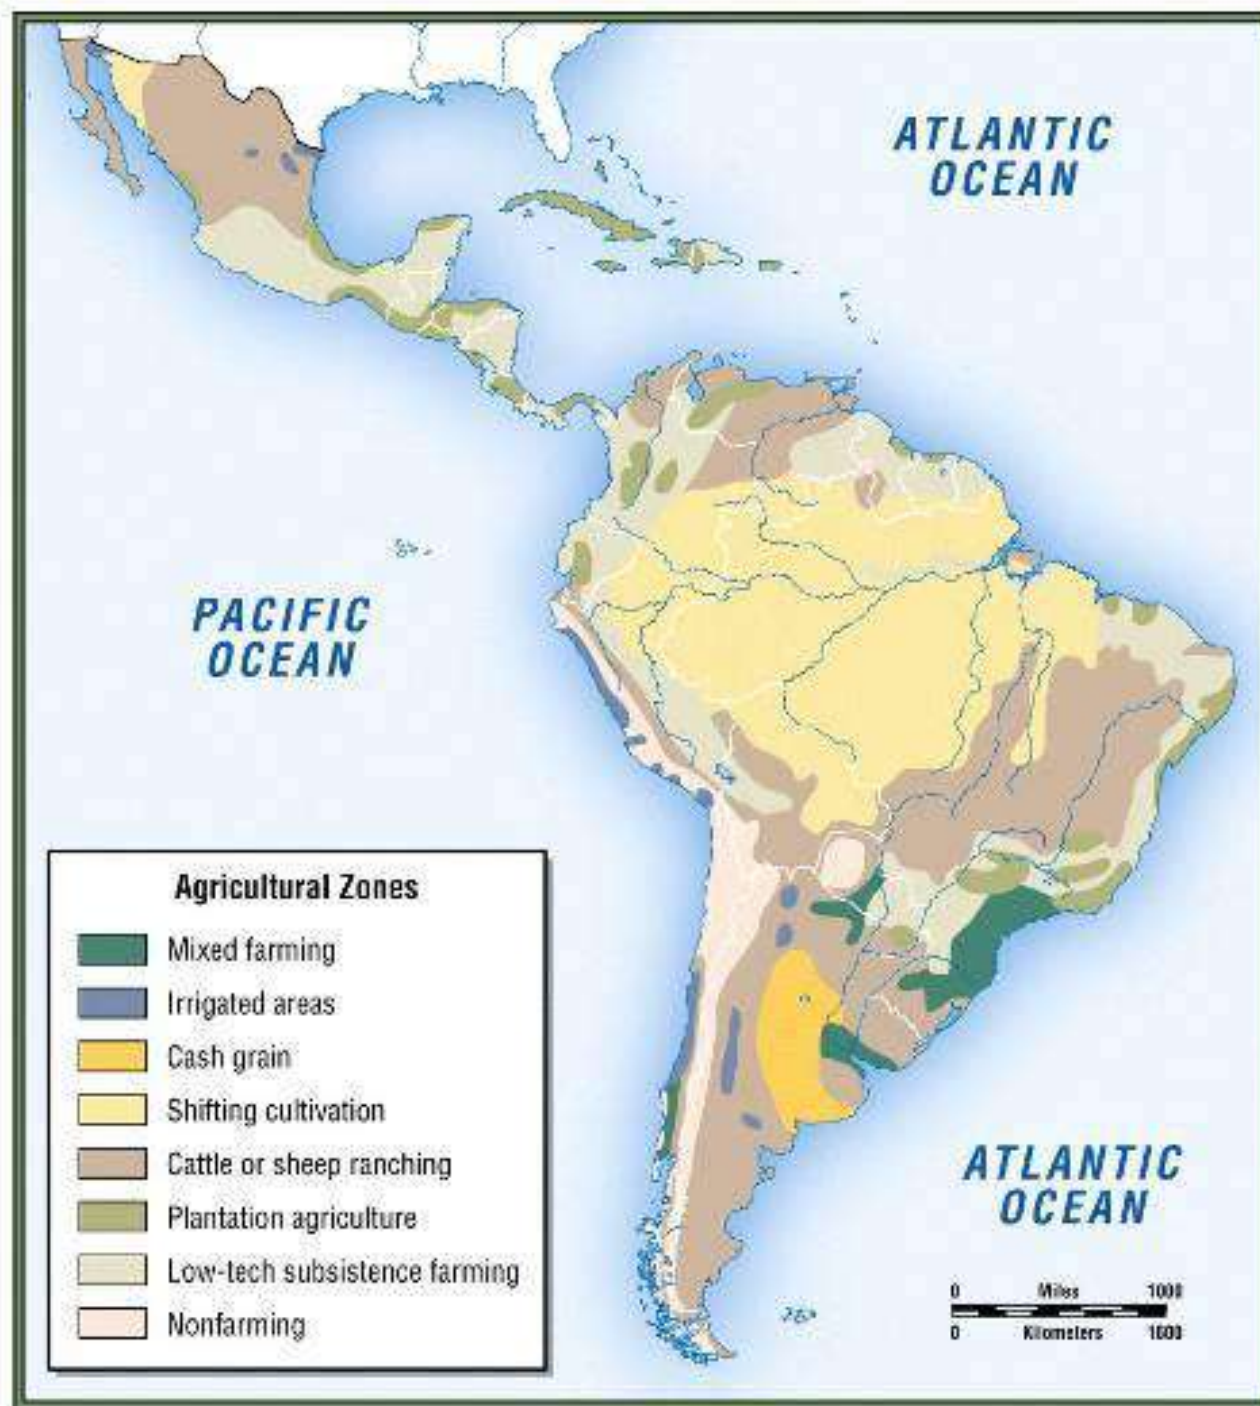 ATLANTIC
OCEAN
PACIFIC
OCEAN
Agricultural Zones
Mixed farming
Irrigated areas
Cash grain
Shifting cultivation
Cattle or sheep ranching
Plantation agriculture
Low-tech subsistence farming
Nonfarming
ATLANTIC
OCEAN
0 Miles 1000
0 Kilometers 1600